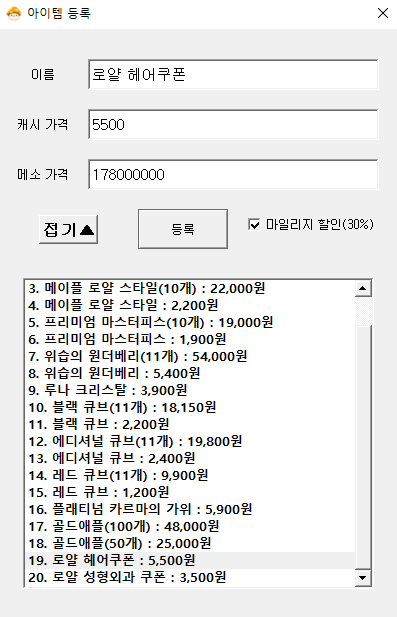 아이템 등록
이름
로얄 헤어쿠폰
캐시 가격
5500
메소 가격
178000000
접기▲
등록
마일리지 할인(30%)
3. 메이플 로얄 스타일(10개) : 22,000원
4. 메이플 로얄 스타일 : 2,200원
5. 프리미엄 마스터피스(10개) : 19,000원
6. 프리미엄 마스터피스 : 1,900원
7. 위습의 원더베리(11개) : 54,000원
8. 위습의 원더베리 : 5,400원
9. 루나 크리스탈 : 3,900원
10. 블랙 큐브(11개) : 18,150원
11. 블랙 큐브 : 2,200원
12. 에디셔널 큐브(11개) : 19,800원
13. 에디셔널 큐브 : 2,400원
14. 레드 큐브(11개) : 9,900원
15. 레드 큐브 : 1,200원
16. 플래티넘 카르마의 가위 : 5,900원
17. 골드애플(100개) : 48,000원
18. 골드애플(50개) : 25,000원
19. 로얄 헤어쿠폰 : 5,500원
20. 로얄 성형외과 쿠폰 : 3,500원